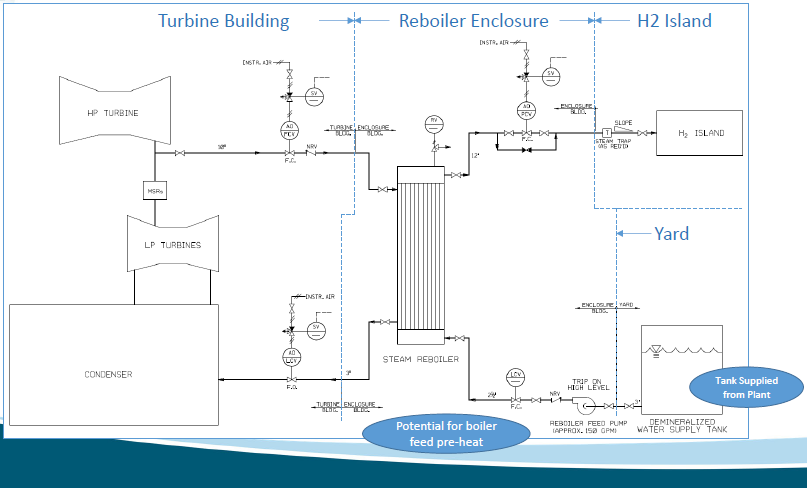 Turbine Building
Reboiler Enclosure
H2 Island
INSTR. AIR
SV
AO
PCV
F.C.
NRV
10"
HP TURBINE
MSRs
LP TURBINES
CONDENSER
TURBINE
BLDG.
ENCLOSURE
BLDG.
RV
12"
INSTR. AIR
SV
AO
PCV
F.C.
ENCLOSURE
BLDG.
T
SLOPE
STEAM TRAP
(AS REQ'D)
H2 ISLAND
Yard
STEAM REBOILER
INSTR. AIR
SV
AO
LCV
F.O.
3"
TURBINE
BLDG.
ENCLOSURE
BLDG.
LCV
F.C.
2½"
NRV
TRIP ON
HIGH LEVEL
REBOILER FEED PUMP
(APPROX. 150 GPM)
ENCLOSURE
BLDG.
YARD
3"
DEMINERALIZED
WATER SUPPLY TANK
Tank Supplied
from Plant
Potential for boiler
feed pre-heat